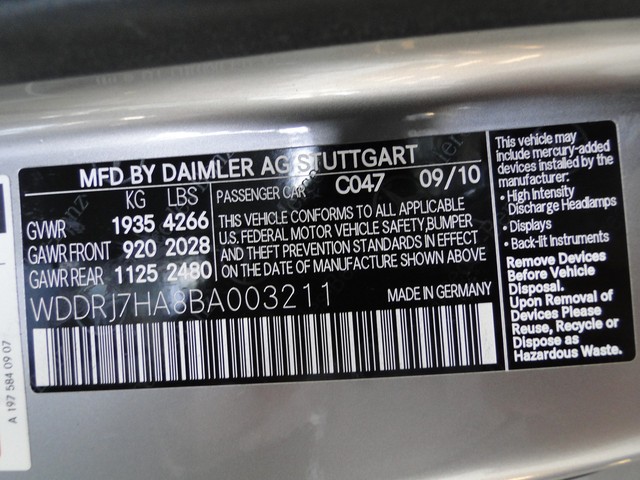 MFD BY DAIMLER AG STUTTGART
KG LBS
GVWR 1935 4266
GAWR FRONT 920 2028
GAWR REAR 1125 2480
PASSENGER CAR C047 09/10
THIS VEHICLE CONFORMS TO ALL APPLICABLE
U.S. FEDERAL MOTOR VEHICLE SAFETY, BUMPER
AND THEFT PREVENTION STANDARDS IN EFFECT
ON THE DATE OF MANUFACTURE SHOWN ABOVE
WDDRJ7HA8BA003211 MADE IN GERMANY
This vehicle may
include mercury-added
devices installed by the
manufacturer:
• High Intensity
Discharge Headlamps
• Displays
• Back-lit Instruments
Remove Devices
Before Vehicle
Disposal.
Upon Removal of
Devices Please
Reuse, Recycle or
Dispose as
Hazardous Waste.
A 197 584 09 07